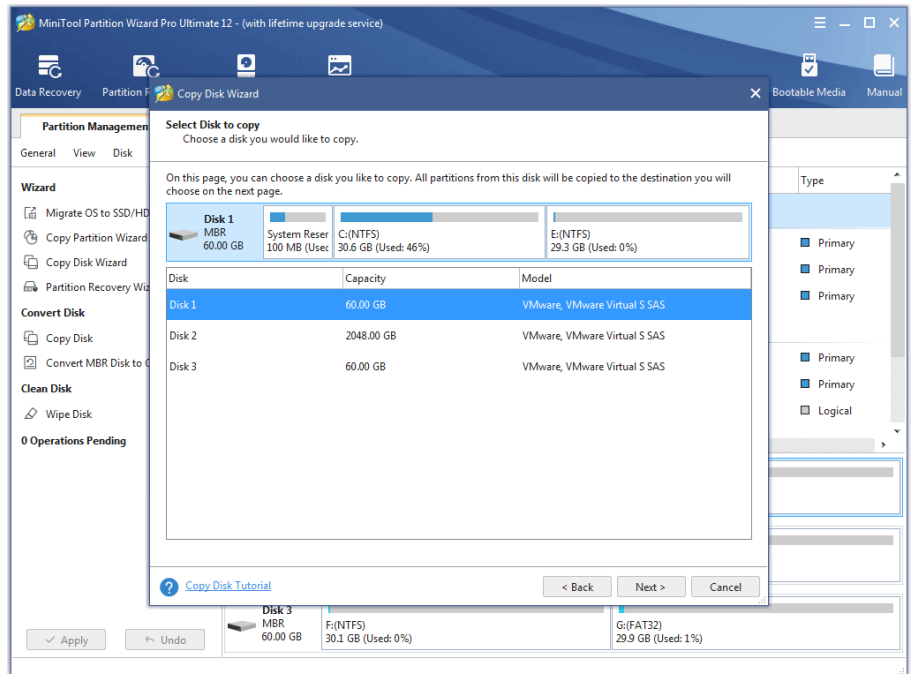 MiniTool Partition Wizard Pro Ultimate 12 - (with lifetime upgrade service)
Data Recovery
Partition R
Bootable Media
Manual
Copy Disk Wizard
Partition Managemen
General View Disk
Select Disk to copy
Choose a disk you would like to copy.
On this page, you can choose a disk you like to copy. All partitions from this disk will be copied to the destination you will
choose on the next page.
Disk 1
MBR
60.00 GB
System Reser
100 MB (Used
C:(NTFS)
30.6 GB (Used: 46%)
E:(NTFS)
29.3 GB (Used: 0%)
Disk Capacity Model
Disk 1 60.00 GB VMware, VMware Virtual S SAS
Disk 2 2048.00 GB VMware, VMware Virtual S SAS
Disk 3 60.00 GB VMware, VMware Virtual S SAS
Copy Disk Tutorial
< Back
Next >
Cancel
Wizard
Migrate OS to SSD/HD
Copy Partition Wizard
Copy Disk Wizard
Partition Recovery Wiz
Convert Disk
Copy Disk
Convert MBR Disk to G
Clean Disk
Wipe Disk
0 Operations Pending
Apply
Undo
Type
Primary
Primary
Primary
Primary
Primary
Logical
Disk 3
MBR
60.00 GB
F:(NTFS)
30.1 GB (Used: 0%)
G:(FAT32)
29.9 GB (Used: 1%)